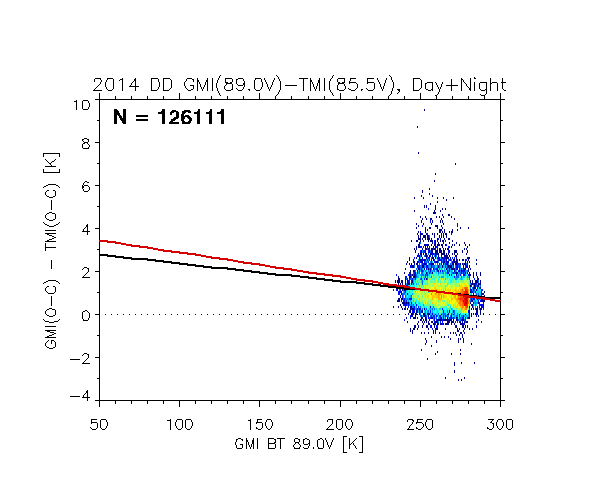 2014 DD GMI(89.0V)−TMI(85.5V), Day+Night
N = 126111
10
8
6
4
2
0
−2
−4
GMI(O−C) − TMI(O−C) [K]
50 100 150 200 250 300
GMI BT 89.0V [K]